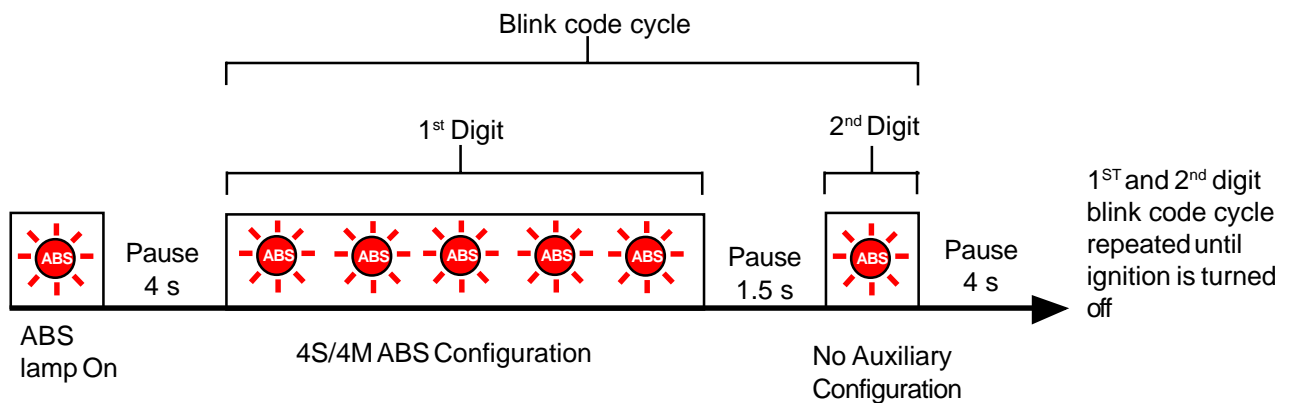 Blink code cycle
1st Digit
2nd Digit
ABS
Pause
4 s
ABS ABS ABS ABS ABS
Pause
1.5 s
ABS
Pause
4 s
1ST and 2nd digit
blink code cycle
repeated until
ignition is turned
off
ABS
lamp On
4S/4M ABS Configuration
No Auxiliary
Configuration